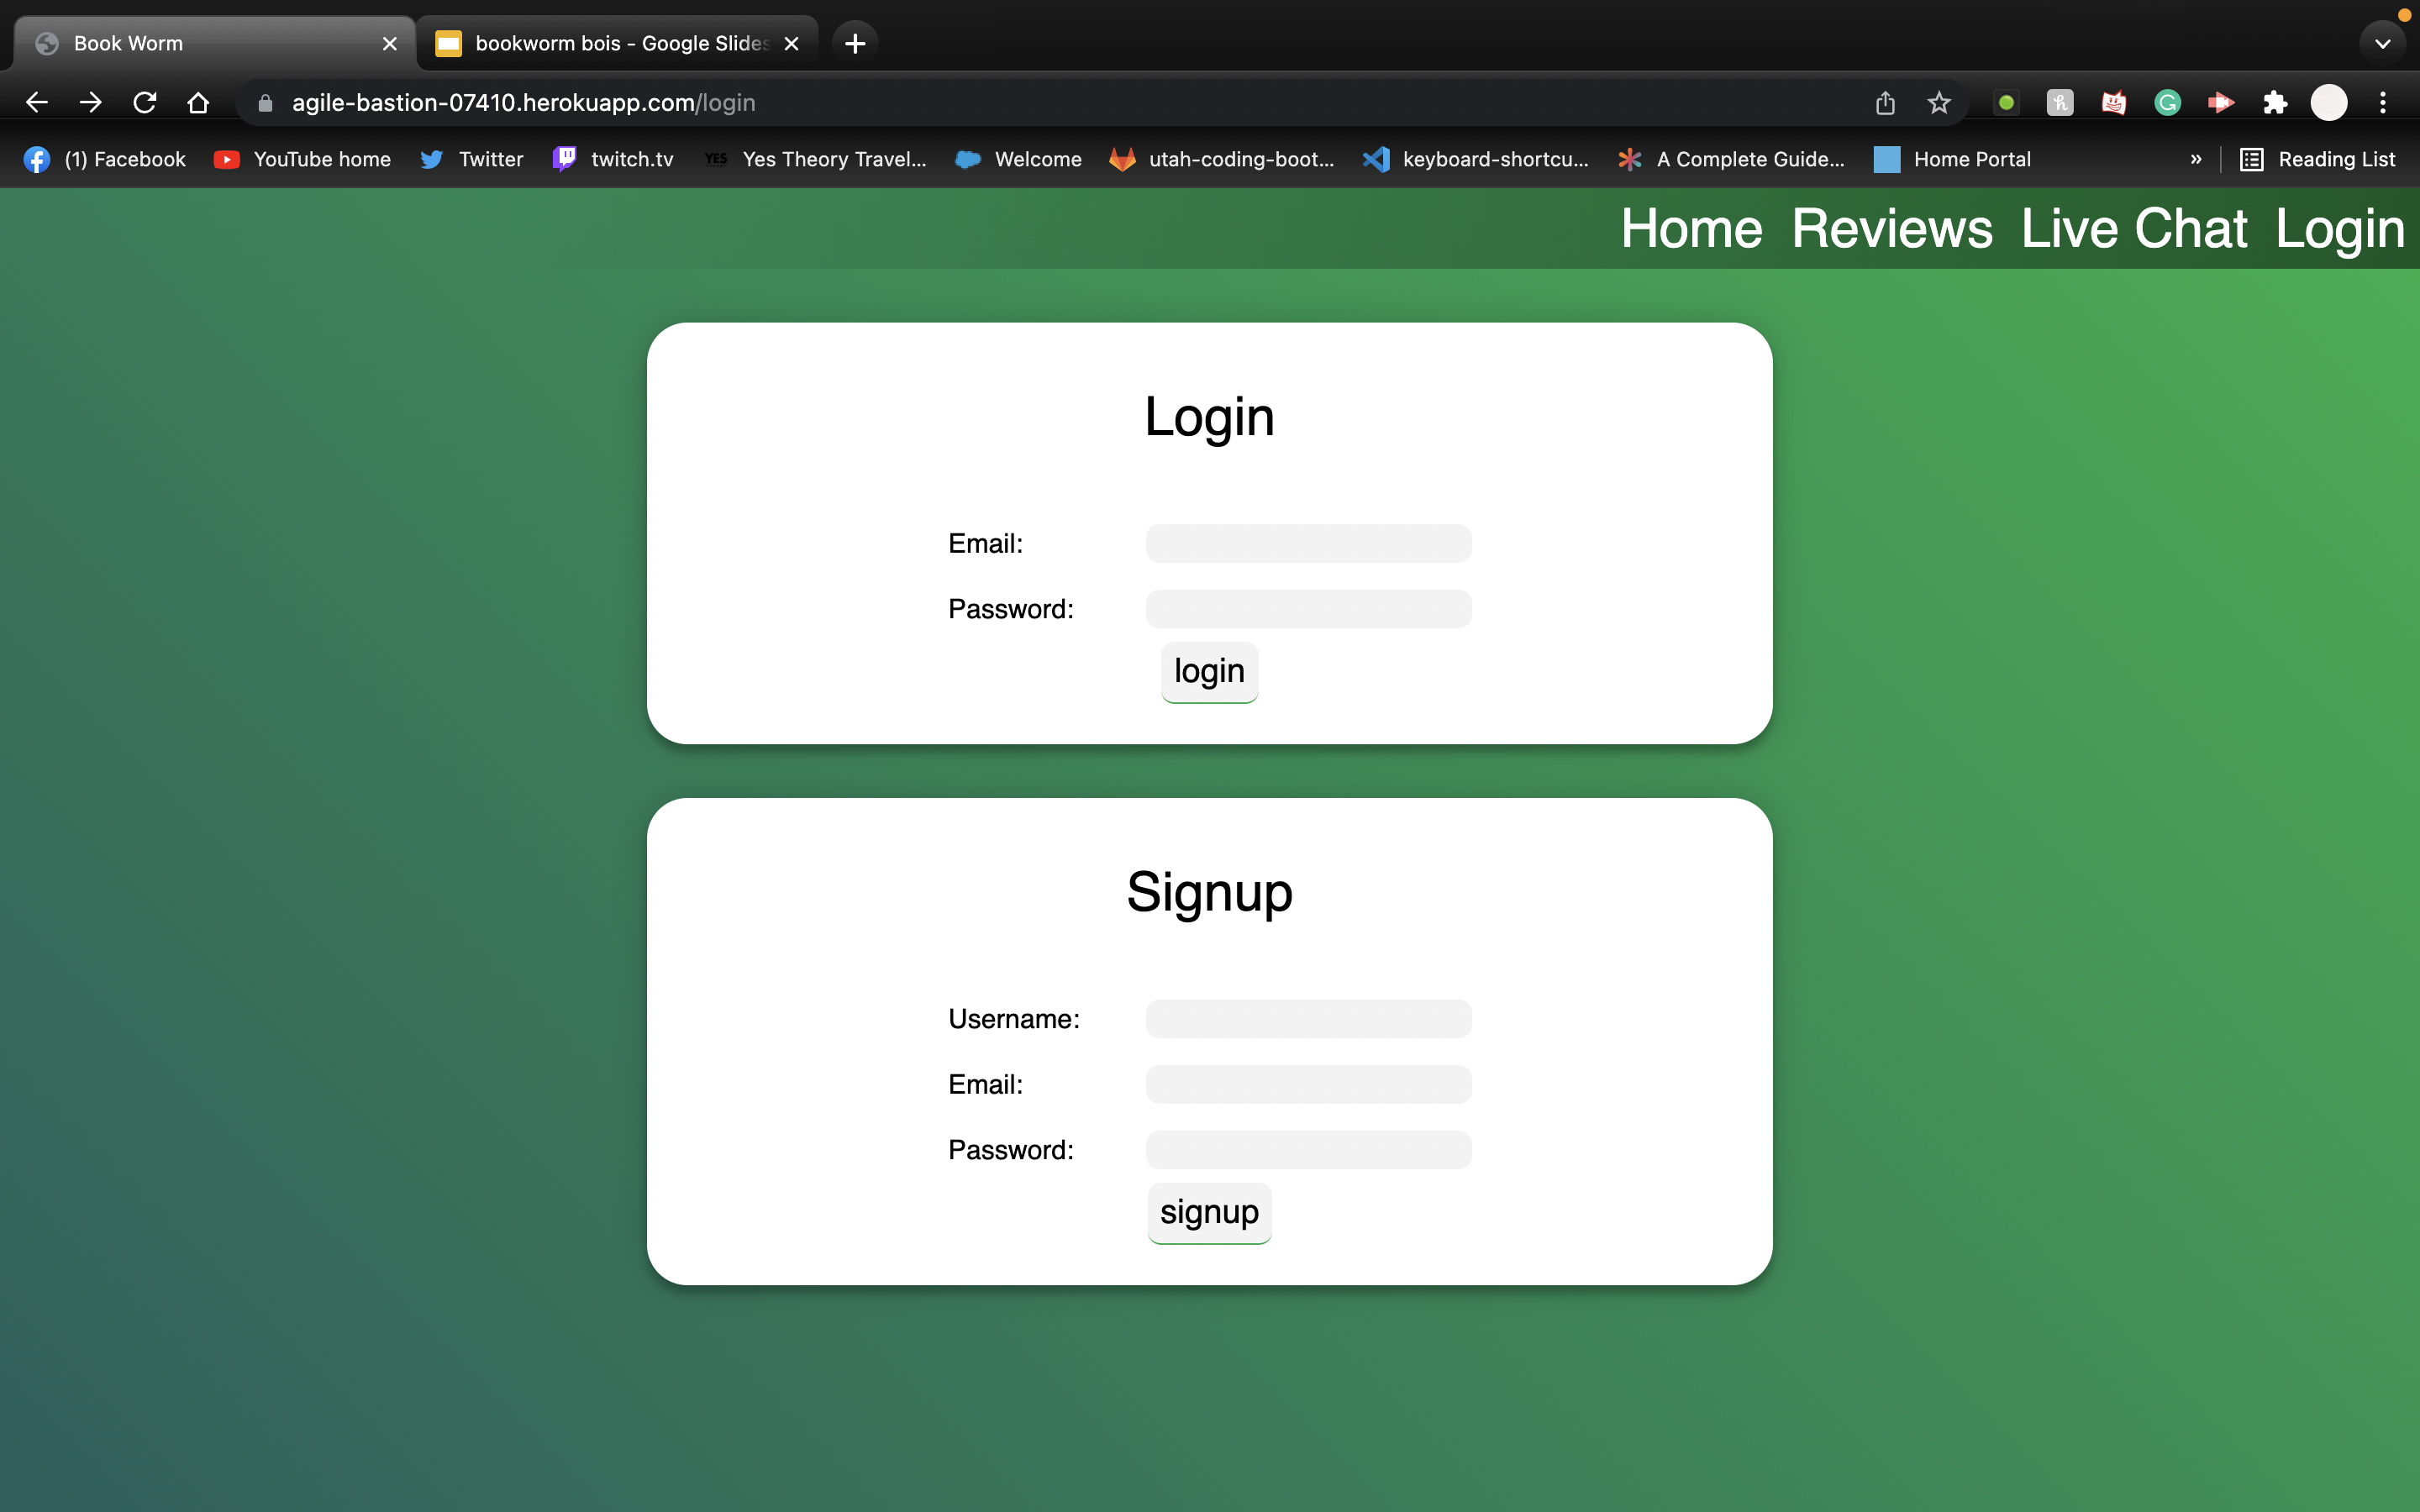 Book Worm
bookworm bois - Google Slides
agile-bastion-07410.herokuapp.com/login
(1) Facebook YouTube home Twitter twitch.tv YES Yes Theory Travel... Welcome utah-coding-boot... keyboard-shortcu... A Complete Guide... Home Portal » Reading List
Home Reviews Live Chat Login
Login
Email:
Password:
login
Signup
Username:
Email:
Password:
signup